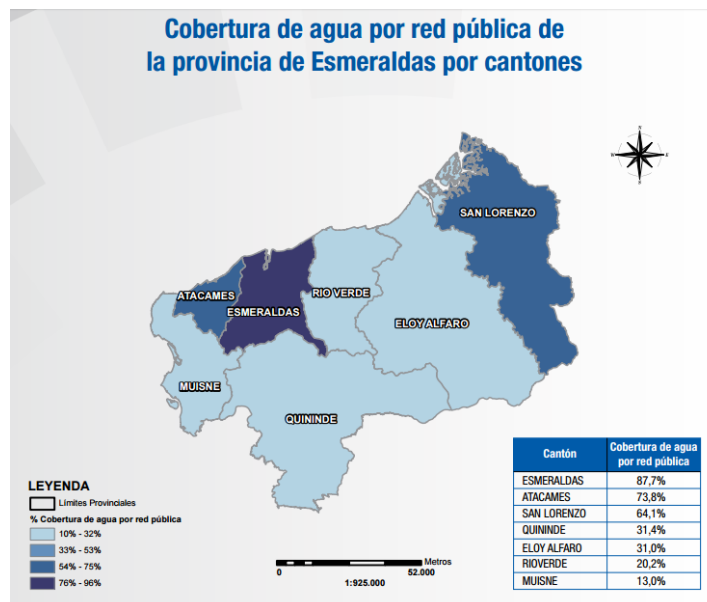 Cobertura de agua por red pública de
la provincia de Esmeraldas por cantones
N
W
E
S
SAN LORENZO
ATACAMES
RIO VERDE
ESMERALDAS
ELOY ALFARO
MUISNE
QUININDE
LEYENDA
Límites Provinciales
% Cobertura de agua por red pública
10% - 32%
33% - 53%
54% - 75%
76% - 96%
Metros
0 52.000
1:925.000
Cantón Cobertura de agua por red pública
ESMERALDAS 87,7%
ATACAMES 73,8%
SAN LORENZO 64,1%
QUININDE 31,4%
ELOY ALFARO 31,0%
RIOVERDE 20,2%
MUISNE 13,0%